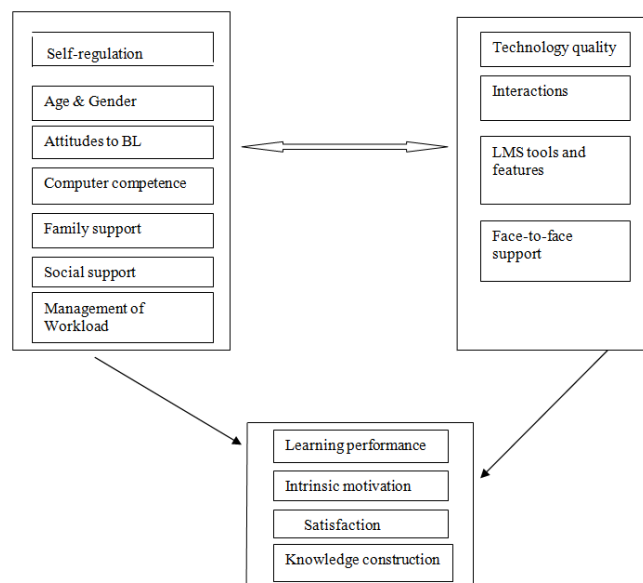 Self-regulation
Age & Gender
Attitudes to BL
Computer competence
Family support
Social support
Management of
Workload
Technology quality
Interactions
LMS tools and
features
Face-to-face
support
Learning performance
Intrinsic motivation
Satisfaction
Knowledge construction